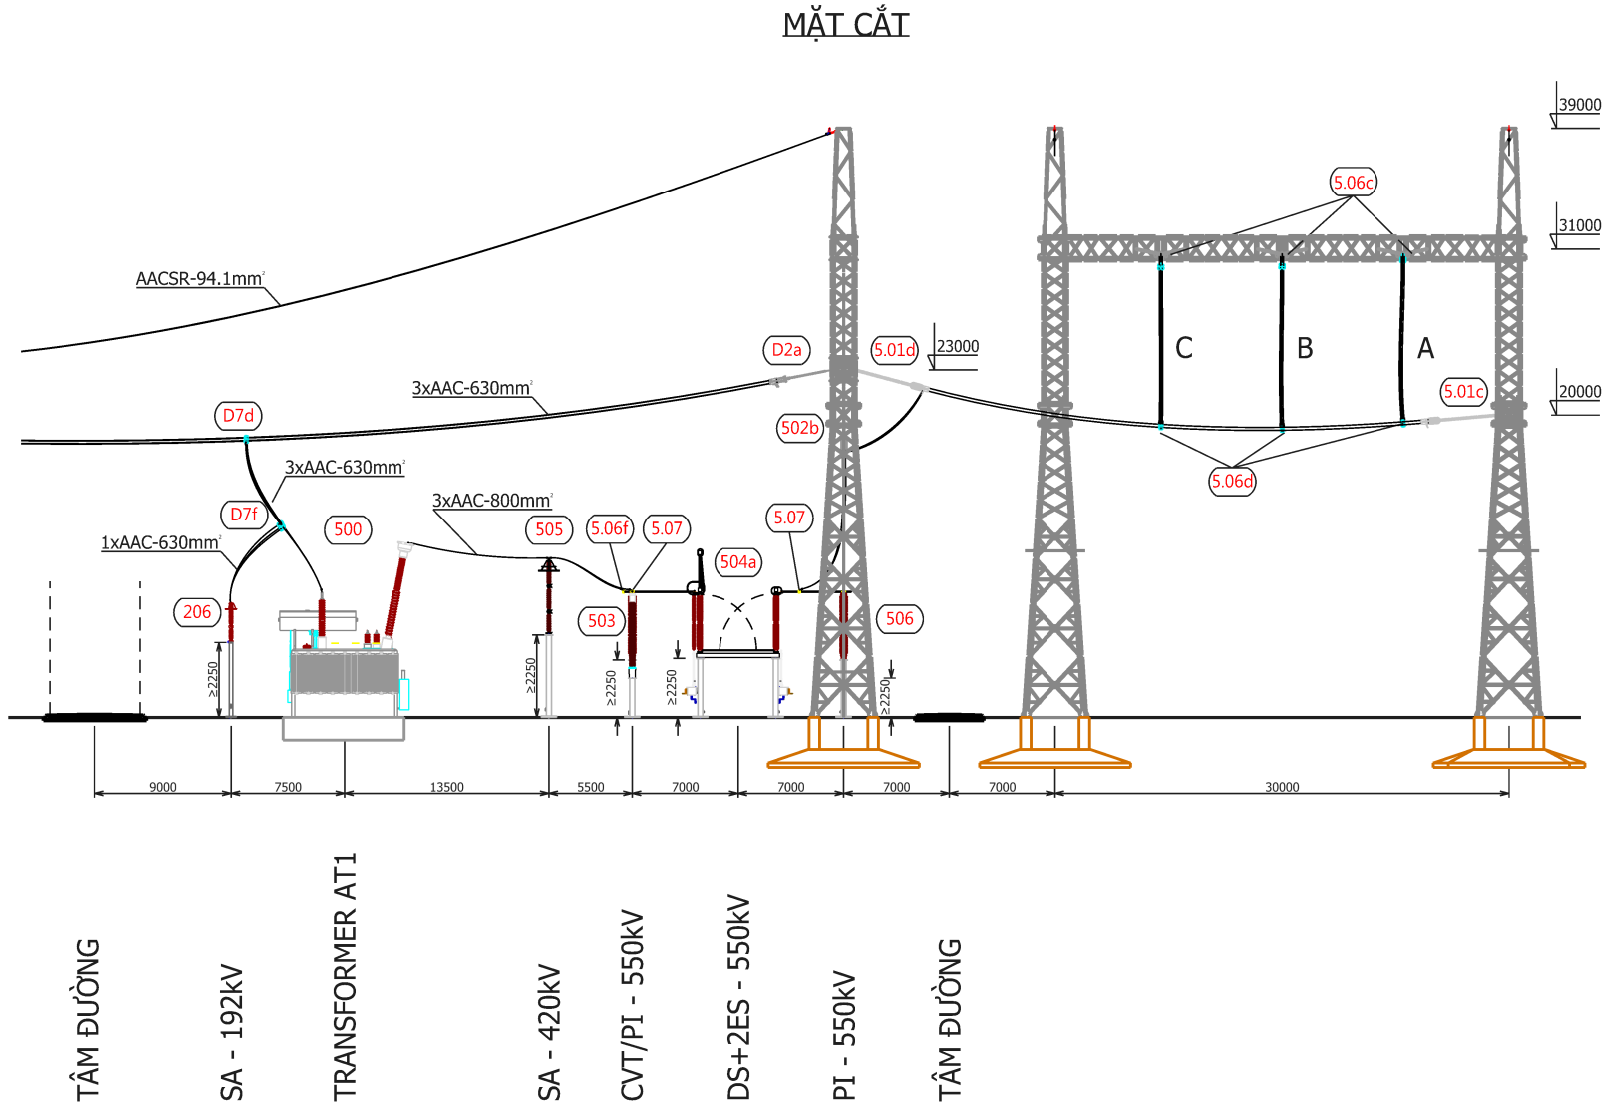 MẶT CẮT
39000
5.06c
31000
AACSR-94.1mm²
D2a
5.01d
23000
C
B
A
3xAAC-630mm²
5.01c
20000
D7d
502b
3xAAC-630mm²
5.06d
3xAAC-800mm²
D7f
500
505
5.06f
5.07
5.07
1xAAC-630mm²
504a
206
503
506
≥2250
≥2250
≥2250
≥2250
≥2250
9000
7500
13500
5500
7000
7000
7000
7000
30000
TÂM ĐƯỜNG
SA - 192kV
TRANSFORMER AT1
SA - 420kV
CVT/PI - 550kV
DS+2ES - 550kV
PI - 550kV
TÂM ĐƯỜNG